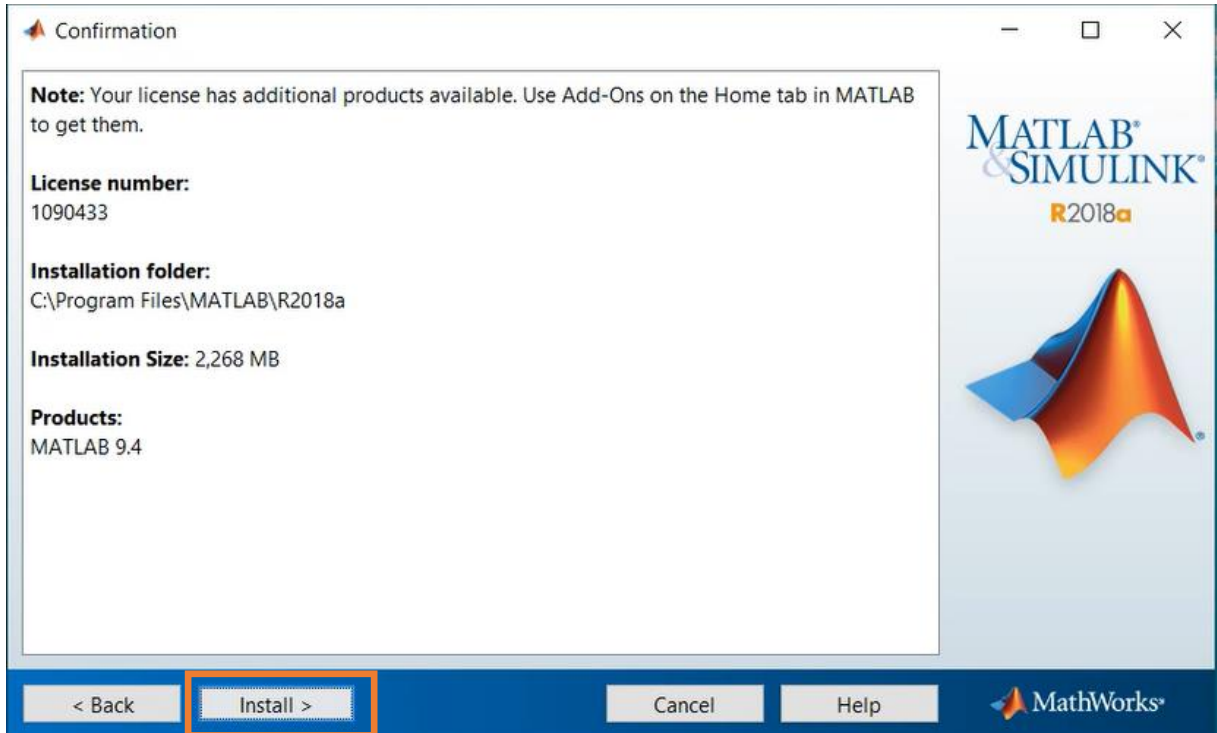 Confirmation
Note: Your license has additional products available. Use Add-Ons on the Home tab in MATLAB
to get them.
License number:
1090433
Installation folder:
C:\Program Files\MATLAB\R2018a
Installation Size: 2,268 MB
Products:
MATLAB 9.4
MATLAB®
&SIMULINK®
R2018a
®
< Back
Install >
Cancel
Help
MathWorks®